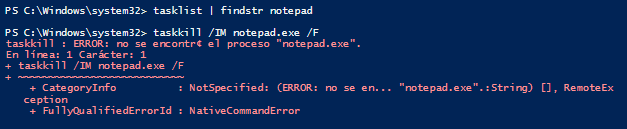 PS C:\Windows\system32> tasklist | findstr notepad
PS C:\Windows\system32> taskkill /IM notepad.exe /F
taskkill : ERROR: no se encontr¢ el proceso "notepad.exe".
En línea: 1 Carácter: 1
+ taskkill /IM notepad.exe /F
+ ~~~~~~~~~~~~~~~~~~~~~~~~~~~
    + CategoryInfo          : NotSpecified: (ERROR: no se en... "notepad.exe".:String) [], RemoteEx
   ception
    + FullyQualifiedErrorId : NativeCommandError